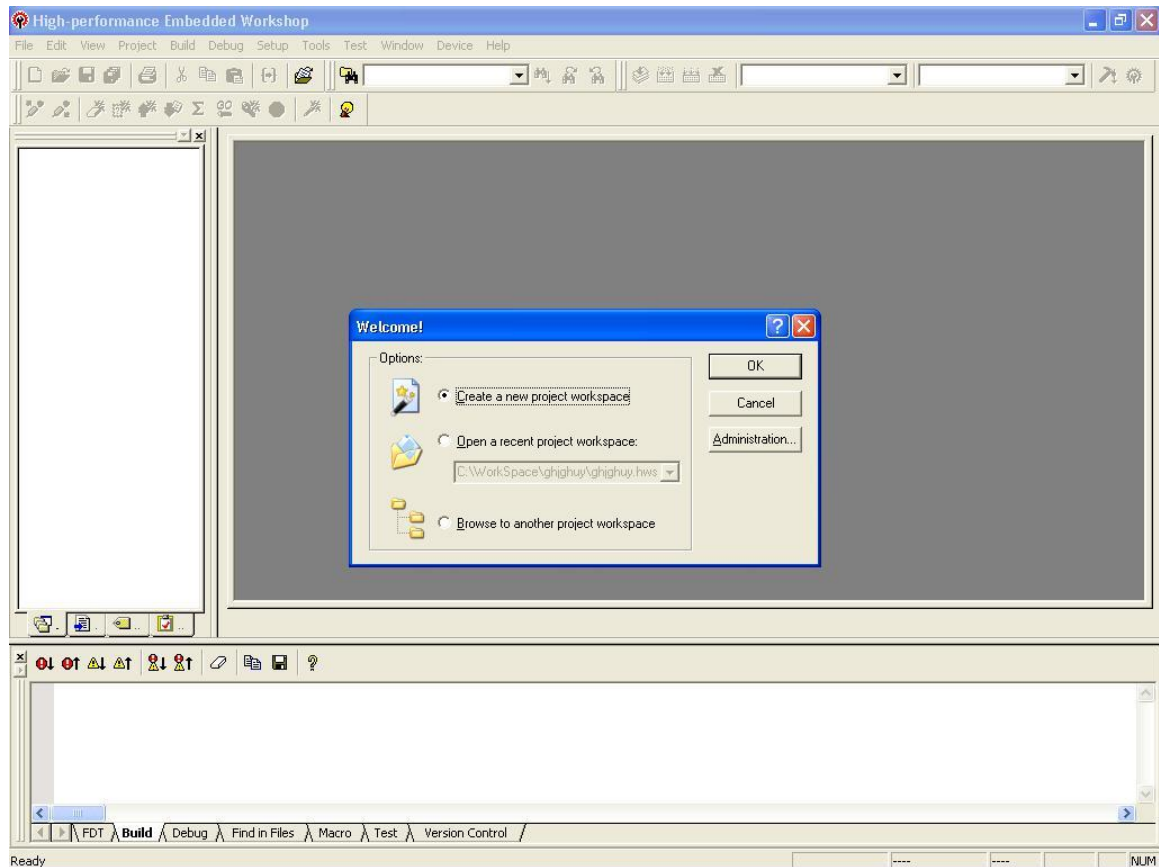 High-performance Embedded Workshop
File Edit View Project Build Debug Setup Tools Test Window Device Help
Welcome!
Options:
Create a new project workspace
OK
Cancel
Open a recent project workspace:
Administration...
C:\WorkSpace\ghjghuy\ghjghuy.hws
Browse to another project workspace
FDT Build Debug Find in Files Macro Test Version Control
Ready ---- ---- NUM